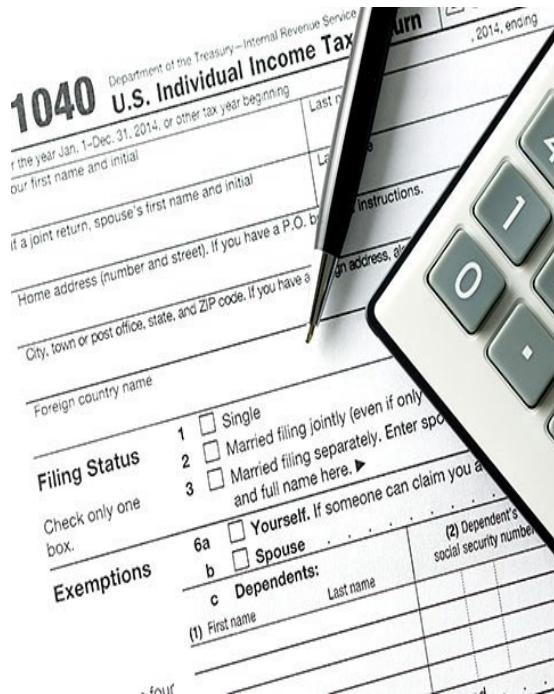 Department of the Treasury—Internal Revenue Service
1040 U.S. Individual Income Tax
, 2014, ending
the year Jan. 1–Dec. 31, 2014, or other tax year beginning
our first name and initial
Last
If a joint return, spouse's first name and initial
Home address (number and street). If you have a P.O. instructions.
City, town or post office, state, and ZIP code. If you have a address,
Foreign country name
Filing Status
Check only one
box.
1 Single
2 Married filing jointly (even if only
3 Married filing separately. Enter
and full name here. ▶
Exemptions
6a Yourself. If someone can claim you
b Spouse
c Dependents:
(1) First name Last name
(2) Dependent's
social security number
four
1
0
.